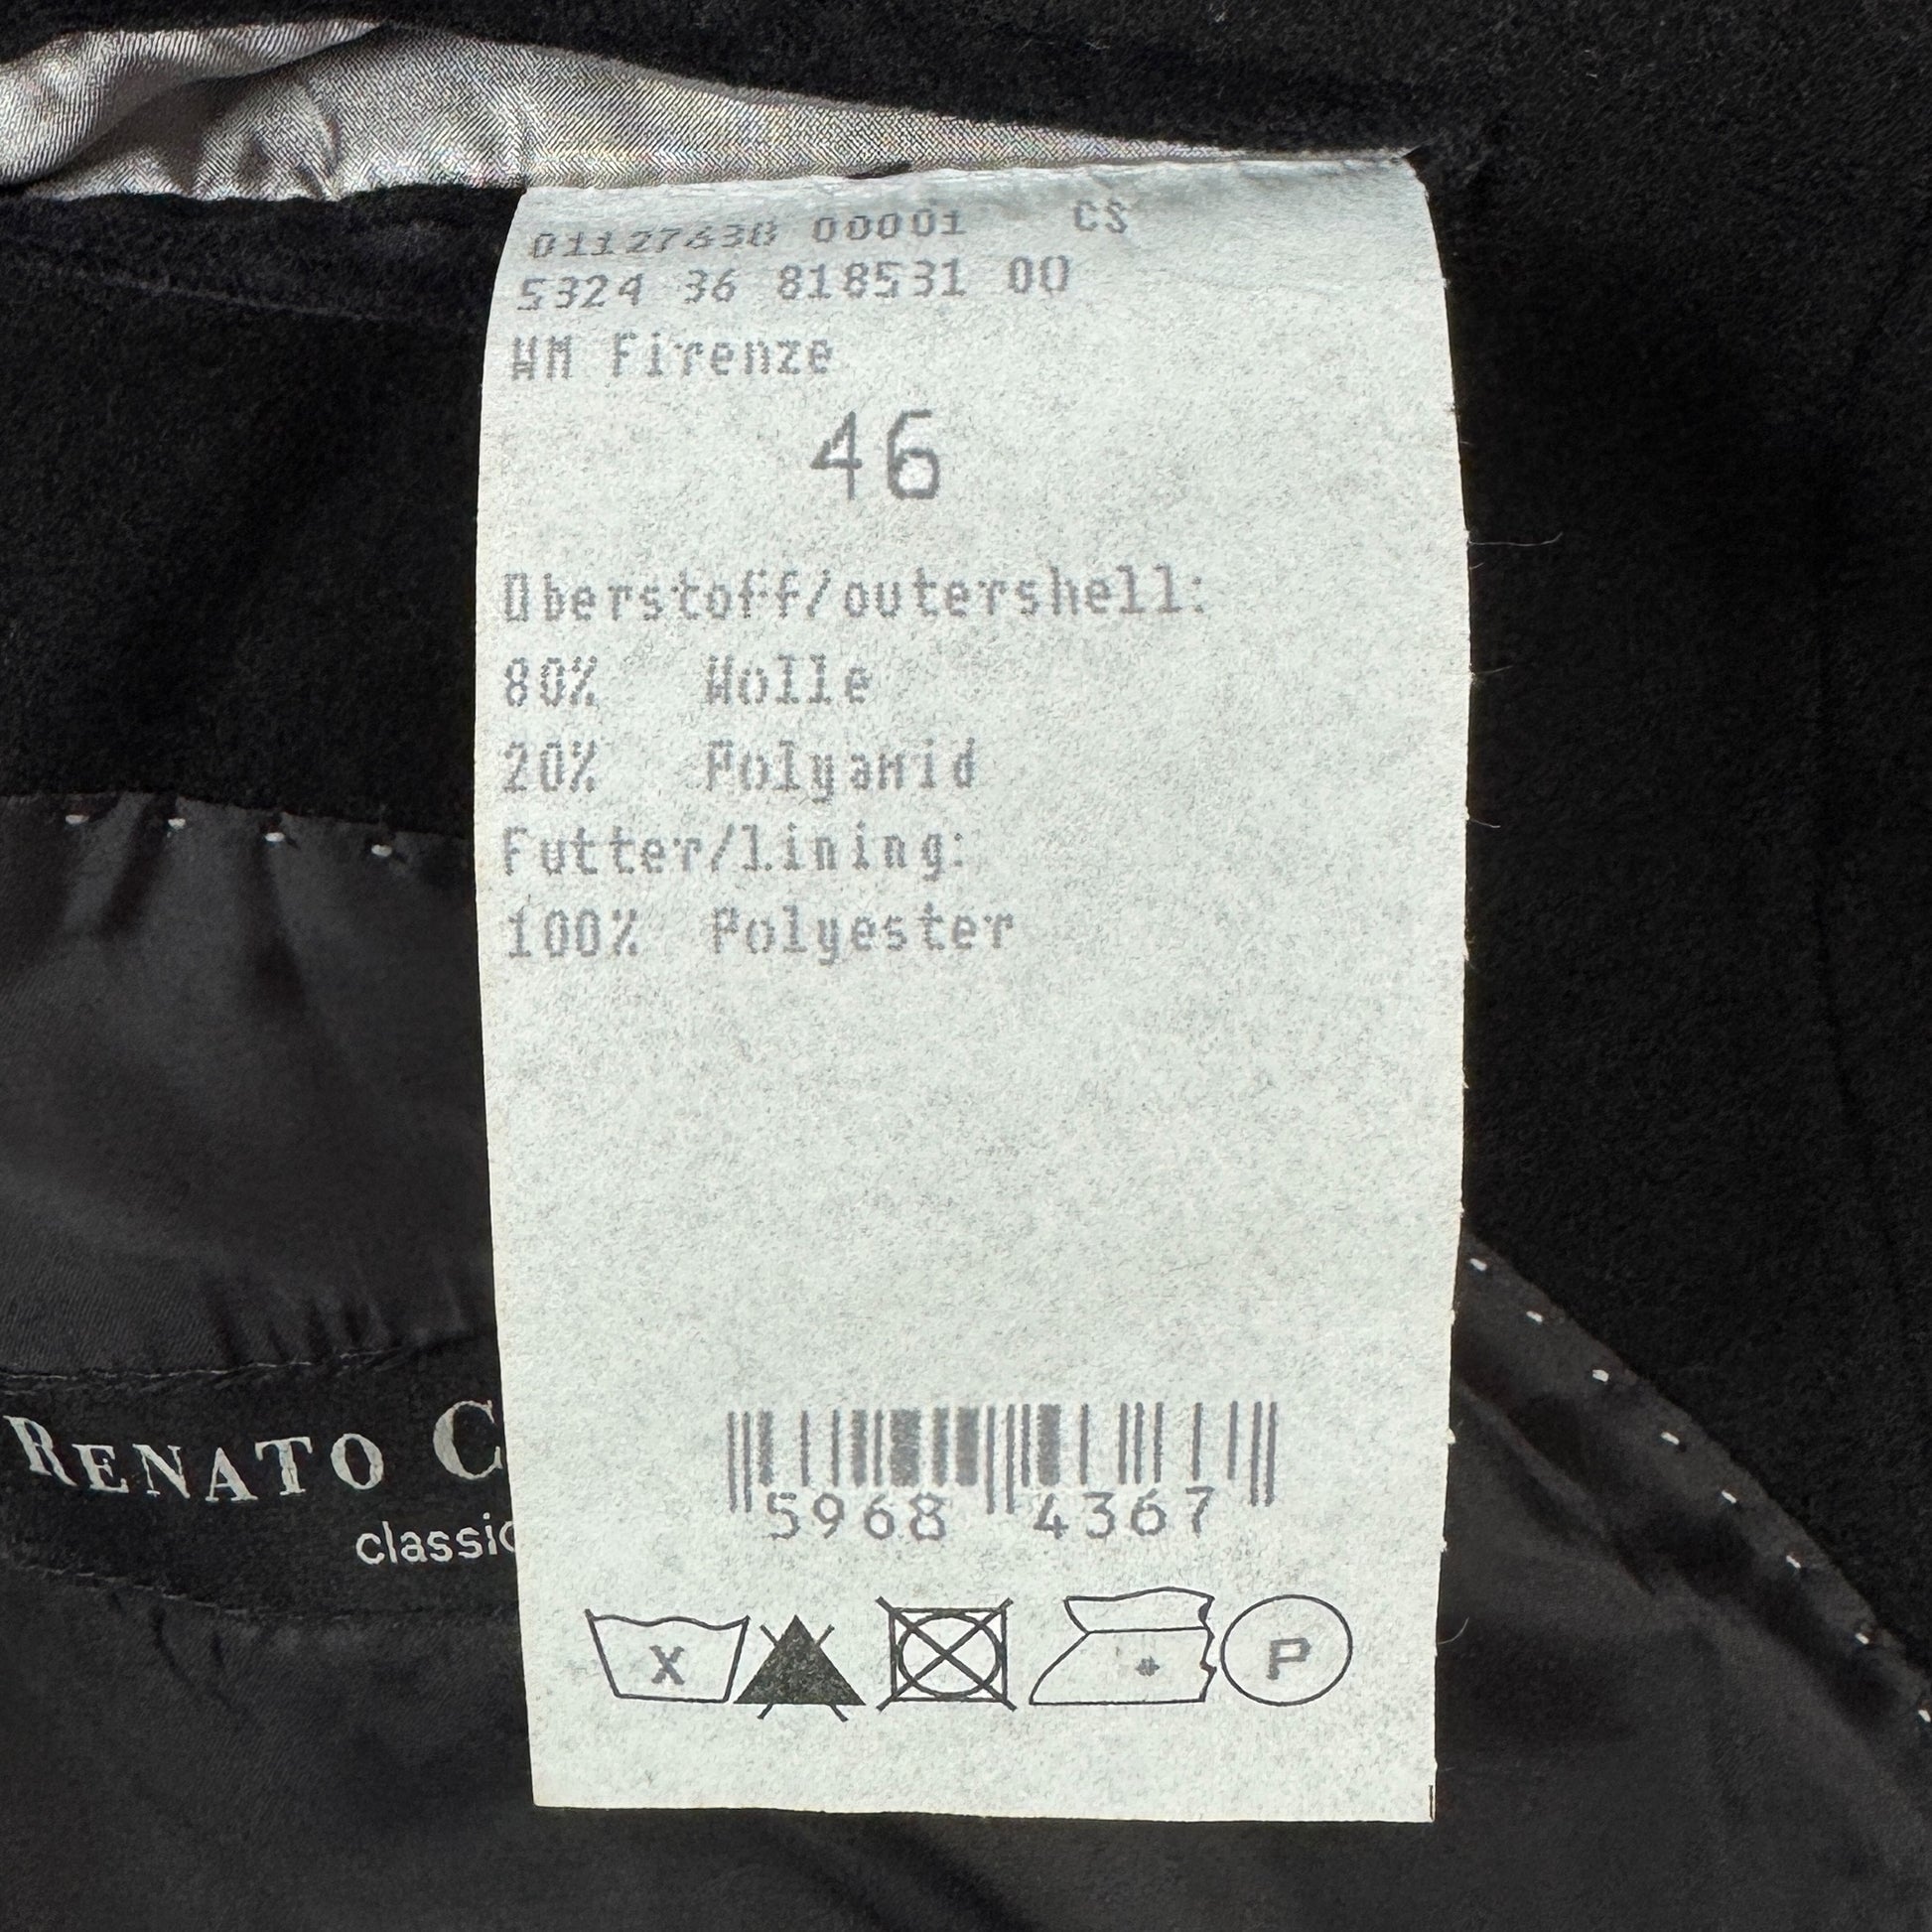 01127638 00001 CS
5324 36 818531 00
WM Firenze
46
Oberstoff/outershell:
80% Wolle
20% Polyamid
Futter/lining:
100% Polyester
RENATO C
classic
5968 4367
X
P